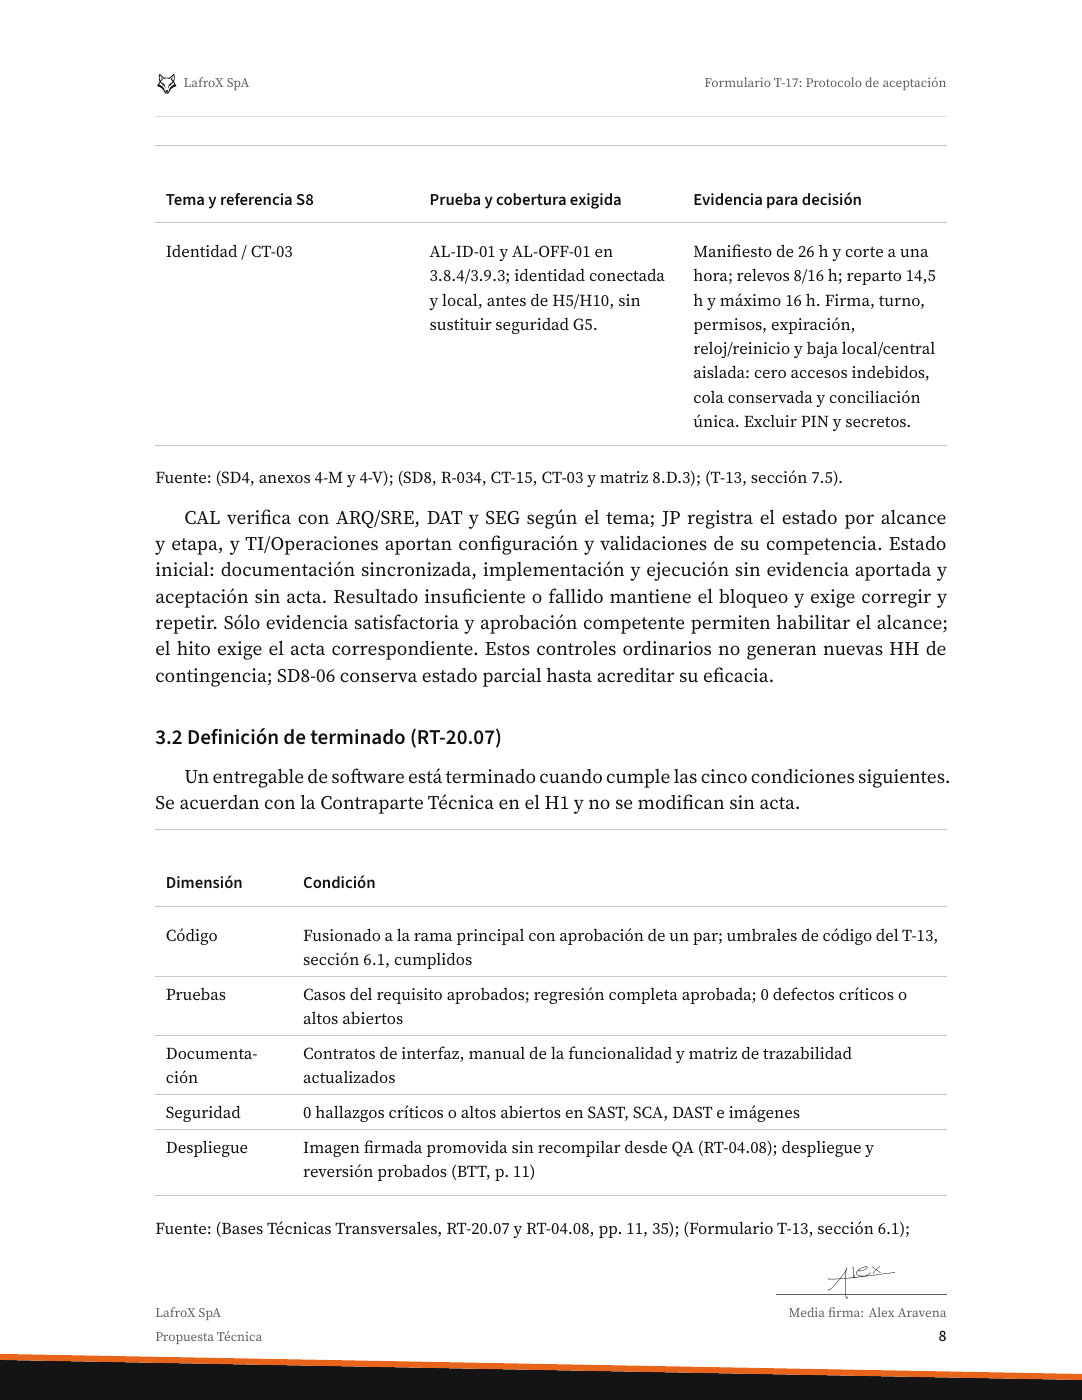 LafroX SpA
Formulario T-17: Protocolo de aceptación
Tema y referencia S8
Prueba y cobertura exigida
Evidencia para decisión
Identidad / CT-03
AL-ID-01 y AL-OFF-01 en
3.8.4/3.9.3; identidad conectada
y local, antes de H5/H10, sin
sustituir seguridad G5.
Manifiesto de 26 h y corte a una
hora; relevos 8/16 h; reparto 14,5
h y máximo 16 h. Firma, turno,
permisos, expiración,
reloj/reinicio y baja local/central
aislada: cero accesos indebidos,
cola conservada y conciliación
única. Excluir PIN y secretos.
Fuente: (SD4, anexos 4-M y 4-V); (SD8, R-034, CT-15, CT-03 y matriz 8.D.3); (T-13, sección 7.5).
CAL verifica con ARQ/SRE, DAT y SEG según el tema; JP registra el estado por alcance
y etapa, y TI/Operaciones aportan configuración y validaciones de su competencia. Estado
inicial: documentación sincronizada, implementación y ejecución sin evidencia aportada y
aceptación sin acta. Resultado insuficiente o fallido mantiene el bloqueo y exige corregir y
repetir. Sólo evidencia satisfactoria y aprobación competente permiten habilitar el alcance;
el hito exige el acta correspondiente. Estos controles ordinarios no generan nuevas HH de
contingencia; SD8-06 conserva estado parcial hasta acreditar su eficacia.
3.2 Definición de terminado (RT-20.07)
Un entregable de software está terminado cuando cumple las cinco condiciones siguientes.
Se acuerdan con la Contraparte Técnica en el H1 y no se modifican sin acta.
Dimensión
Condición
Código
Fusionado a la rama principal con aprobación de un par; umbrales de código del T-13,
sección 6.1, cumplidos
Pruebas
Casos del requisito aprobados; regresión completa aprobada; 0 defectos críticos o
altos abiertos
Documenta-
ción
Contratos de interfaz, manual de la funcionalidad y matriz de trazabilidad
actualizados
Seguridad
0 hallazgos críticos o altos abiertos en SAST, SCA, DAST e imágenes
Despliegue
Imagen firmada promovida sin recompilar desde QA (RT-04.08); despliegue y
reversión probados (BTT, p. 11)
Fuente: (Bases Técnicas Transversales, RT-20.07 y RT-04.08, pp. 11, 35); (Formulario T-13, sección 6.1);
Alex
LafroX SpA
Media firma: Alex Aravena
Propuesta Técnica
8